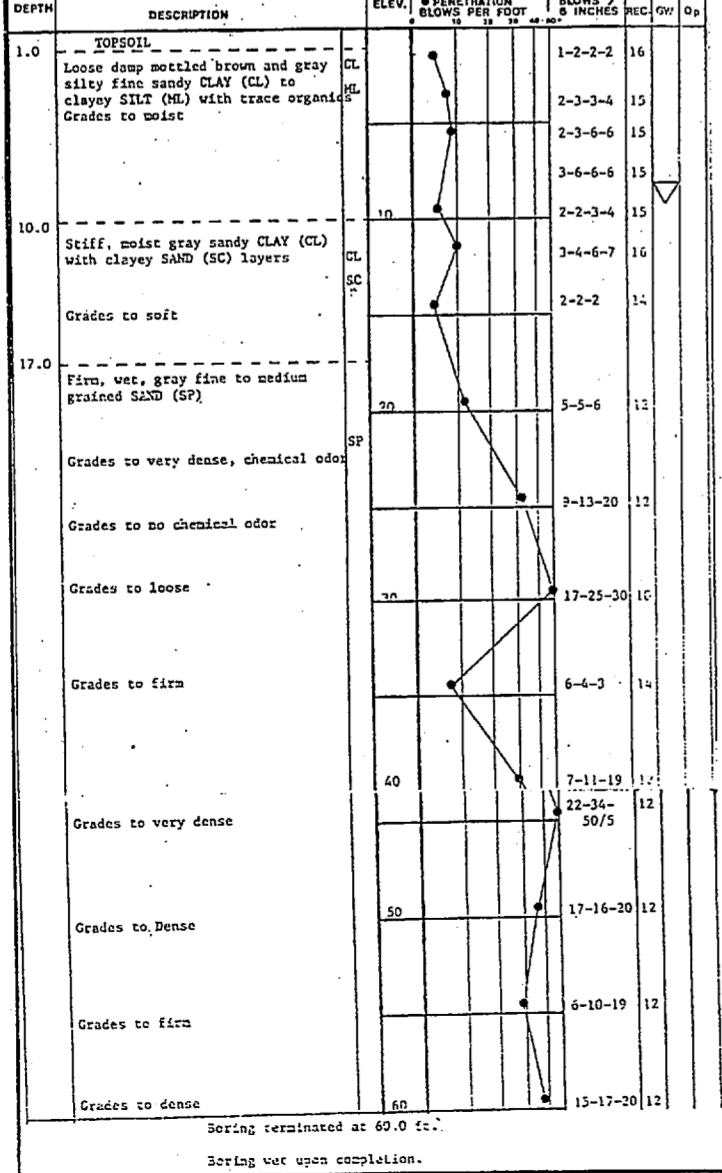 DEPTH
DESCRIPTION
ELEV.
● PENETRATION
BLOWS PER FOOT
0 10
BLOWS /
6 INCHES
REC.
GW
Qp
1.0
TOPSOIL
Loose damp mottled brown and gray
silty fine sandy CLAY (CL) to
clayey SILT (ML) with trace organics
Grades to moist
CL
ML
1-2-2-2 16
2-3-3-4 15
2-3-6-6 15
3-6-6-6 15
10
2-2-3-4 15
10.0
Stiff, moist gray sandy CLAY (CL)
with clayey SAND (SC) layers
CL
SC
3-4-6-7 16
2-2-2 14
Grades to soft
17.0
Firm, wet, gray fine to medium
grained SAND (SP)
20
5-5-6
SP
Grades to very dense, chemical odor
-13-20 12
Grades to no chemical odor
Grades to loose
30
17-25-30
Grades to firm
6-4-3 14
40
7-11-19
22-34-
50/5
12
Grades to very dense
50
17-16-20 12
Grades to Dense
6-10-19 12
Grades to firm
Grades to dense
60
15-17-20 12
Boring terminated at 60.0 ft.
Boring wet upon completion.